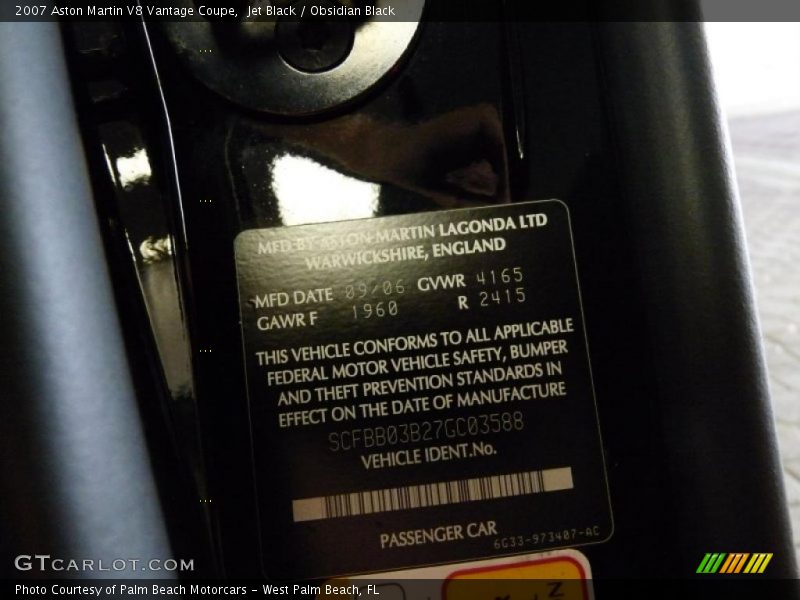 2007 Aston Martin V8 Vantage Coupe,  Jet Black / Obsidian Black
MFD BY ASTON MARTIN LAGONDA LTD
WARWICKSHIRE, ENGLAND
MFD DATE 09/06 GVWR 4165
GAWR F 1960 R 2415
THIS VEHICLE CONFORMS TO ALL APPLICABLE
FEDERAL MOTOR VEHICLE SAFETY, BUMPER
AND THEFT PREVENTION STANDARDS IN
EFFECT ON THE DATE OF MANUFACTURE
SCFBB03B27GC03588
VEHICLE IDENT.No.
PASSENGER CAR
6G33-973407-AC
GTCARLOT.COM
Photo Courtesy of Palm Beach Motorcars - West Palm Beach, FL